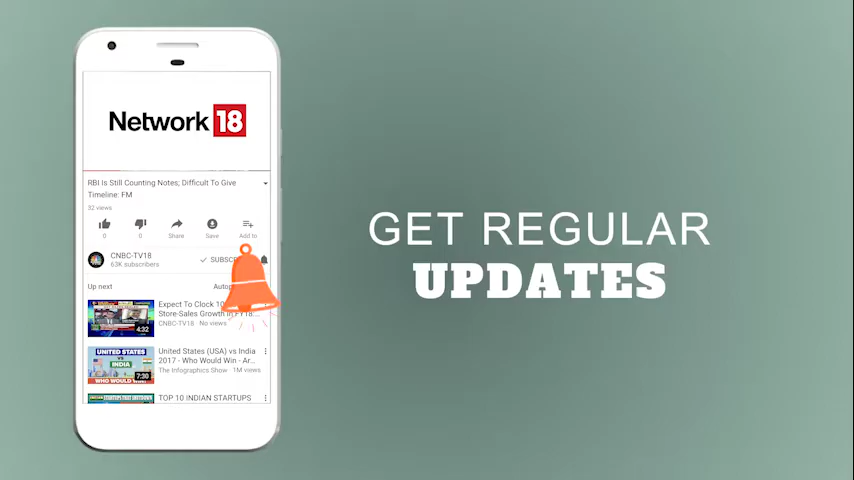 Network 18
RBI Is Still Counting Notes; Difficult To Give
Timeline: FM
32 views
0
0
Share
Save
Add to
CNBC-TV18
63K subscribers
Up next
Expect To Clock 10
Store-Sales Growth In FY18
CNBC-TV18 No views
4:32
United States (USA) vs India
2017 - Who Would Win - Ar...
The Infographics Show 1M views
UNITED STATES
VS
INDIA
WHO WOULD WIN?
7:30
TOP 10 INDIAN STARTUPS
GET REGULAR
UPDATES